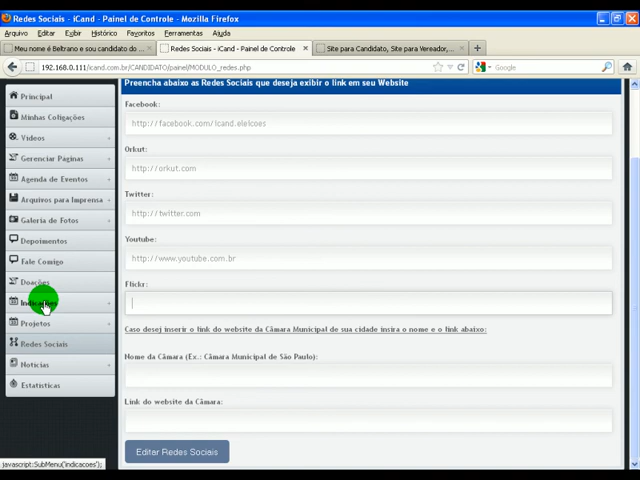 Redes Sociais - iCand - Painel de Controle - Mozilla Firefox
Arquivo Editar Exibir Histórico Favoritos Ferramentas Ajuda
Meu nome é Beltrano e sou candidato do ... Redes Sociais - iCand - Painel de Controle Site para Candidato, Site para Vereador,...
192.168.0.111/icand.com.br/CANDIDATO/painel/MODULO_redes.php
Google
Preencha abaixo as Redes Sociais que deseja exibir o link em seu Website
Principal
Minhas Coligações
Vídeos
Gerenciar Páginas
Agenda de Eventos
Arquivos para Imprensa
Galeria de Fotos
Depoimentos
Fale Comigo
Doações
Indicações
Projetos
Redes Sociais
Notícias
Estatísticas
Facebook:
http://facebook.com/icand.eleicoes
Orkut:
http://orkut.com
Twitter:
http://twitter.com
Youtube:
http://www.youtube.com.br
Flickr:
Caso desej inserir o link do website da Câmara Municipal de sua cidade insira o nome e o link abaixo:
Nome da Câmara (Ex.: Câmara Municipal de São Paulo):
Link do website da Câmara:
Editar Redes Sociais
javascript:SubMenu('indicacoes');